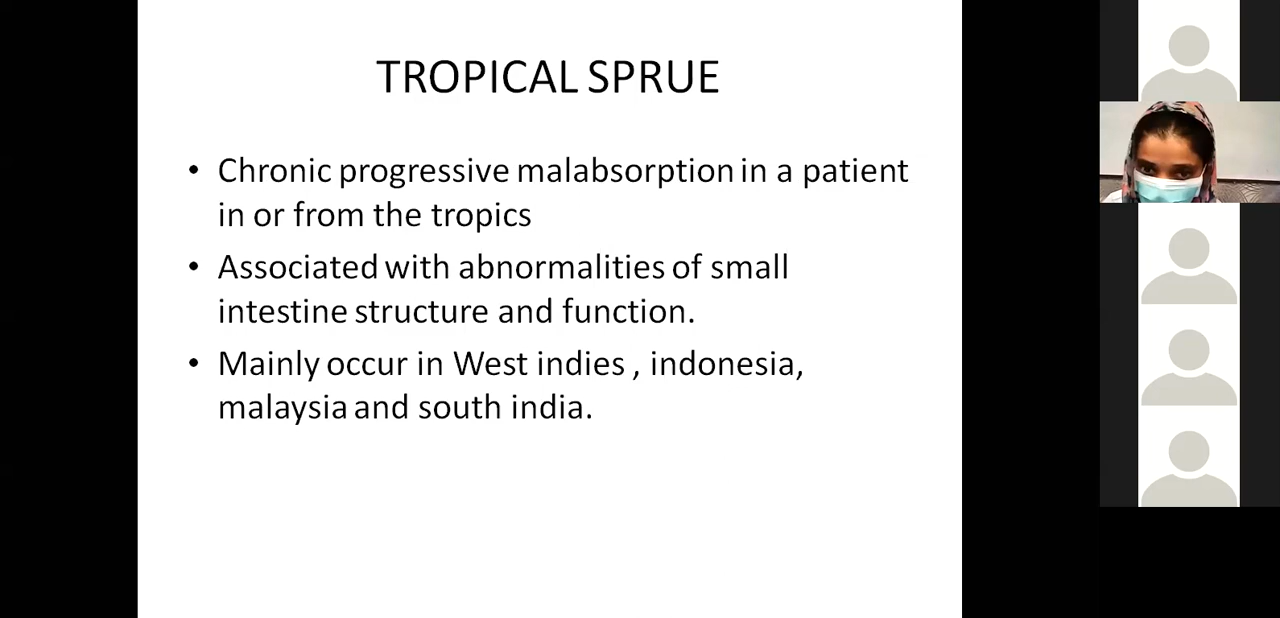 TROPICAL SPRUE
• Chronic progressive malabsorption in a patient
in or from the tropics
• Associated with abnormalities of small
intestine structure and function.
• Mainly occur in West indies , indonesia,
malaysia and south india.